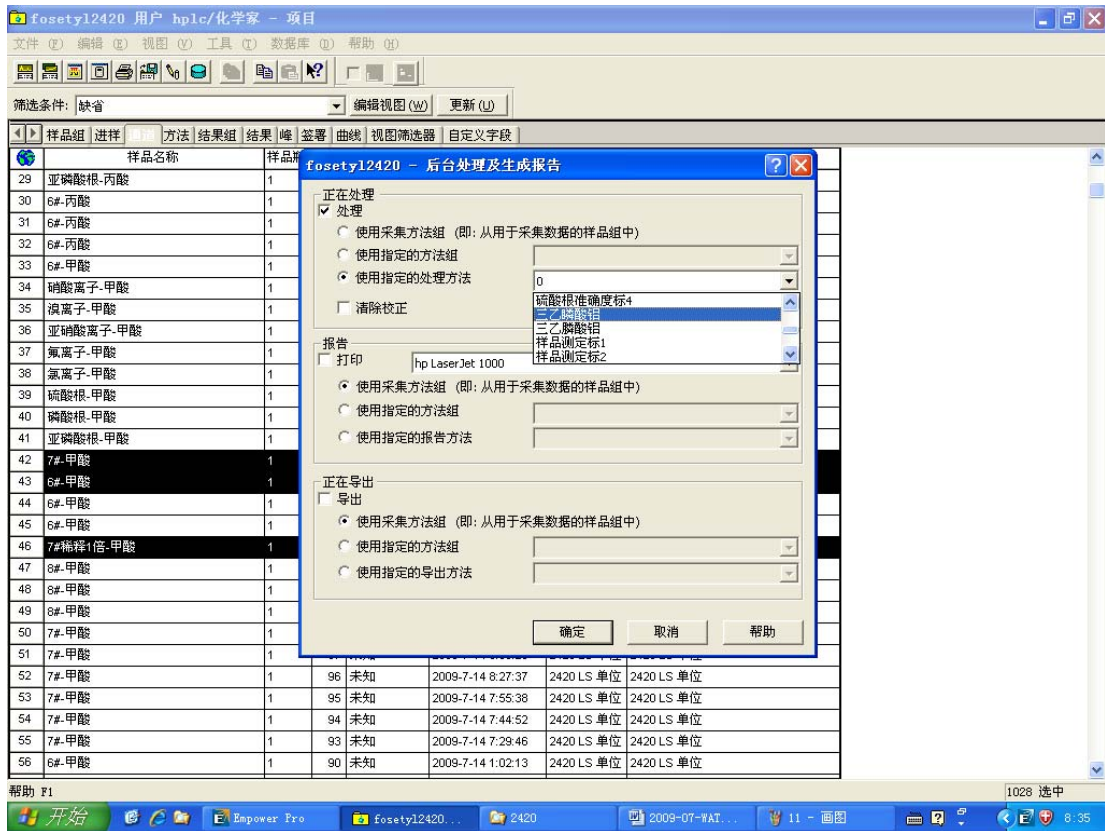 fosetyl2420 用户 hplc/化学家 - 项目
文件 (F) 编辑 (E) 视图 (V) 工具 (T) 数据库 (D) 帮助 (H)
筛选条件: 缺省 编辑视图(W) 更新(U)
样品组 进样 通道 方法 结果组 结果 峰 签署 曲线 视图筛选器 自定义字段
样品名称 样品瓶
29 亚磷酸根-丙酸 1
30 6#-丙酸 1
31 6#-丙酸 1
32 6#-丙酸 1
33 6#-甲酸 1
34 硝酸离子-甲酸 1
35 溴离子-甲酸 1
36 亚硝酸离子-甲酸 1
37 氟离子-甲酸 1
38 氯离子-甲酸 1
39 硫酸根-甲酸 1
40 磷酸根-甲酸 1
41 亚磷酸根-甲酸 1
42 7#-甲酸 1
43 6#-甲酸 1
44 6#-甲酸 1
45 6#-甲酸 1
46 7#稀释1倍-甲酸 1
47 8#-甲酸 1
48 8#-甲酸 1
49 8#-甲酸 1
50 7#-甲酸 1
51 7#-甲酸 1
52 7#-甲酸 1 96 未知 2009-7-14 8:27:37 2420 LS 单位 2420 LS 单位
53 7#-甲酸 1 95 未知 2009-7-14 7:55:38 2420 LS 单位 2420 LS 单位
54 7#-甲酸 1 94 未知 2009-7-14 7:44:52 2420 LS 单位 2420 LS 单位
55 7#-甲酸 1 93 未知 2009-7-14 7:29:46 2420 LS 单位 2420 LS 单位
56 6#-甲酸 1 90 未知 2009-7-14 1:02:13 2420 LS 单位 2420 LS 单位
fosetyl2420 - 后台处理及生成报告
正在处理
处理
使用采集方法组 (即: 从用于采集数据的样品组中)
使用指定的方法组
使用指定的处理方法 0
清除校正
硫酸根准确度标4
三乙膦酸铝
三乙膦酸铝
样品测定标1
样品测定标2
报告
打印 hp LaserJet 1000
使用采集方法组 (即: 从用于采集数据的样品组中)
使用指定的方法组
使用指定的报告方法
正在导出
导出
使用采集方法组 (即: 从用于采集数据的样品组中)
使用指定的方法组
使用指定的导出方法
确定 取消 帮助
帮助 F1 1028 选中
开始 Empower Pro fosetyl2420... 2420 2009-07-WAT... 11 - 画图 8:35